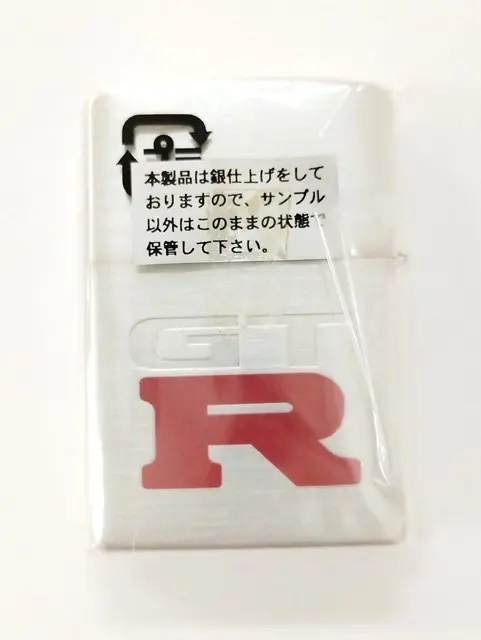 本製品は銀仕上げをして
おりますので、サンプル
以外はこのままの状態で
保管して下さい。
GT
R